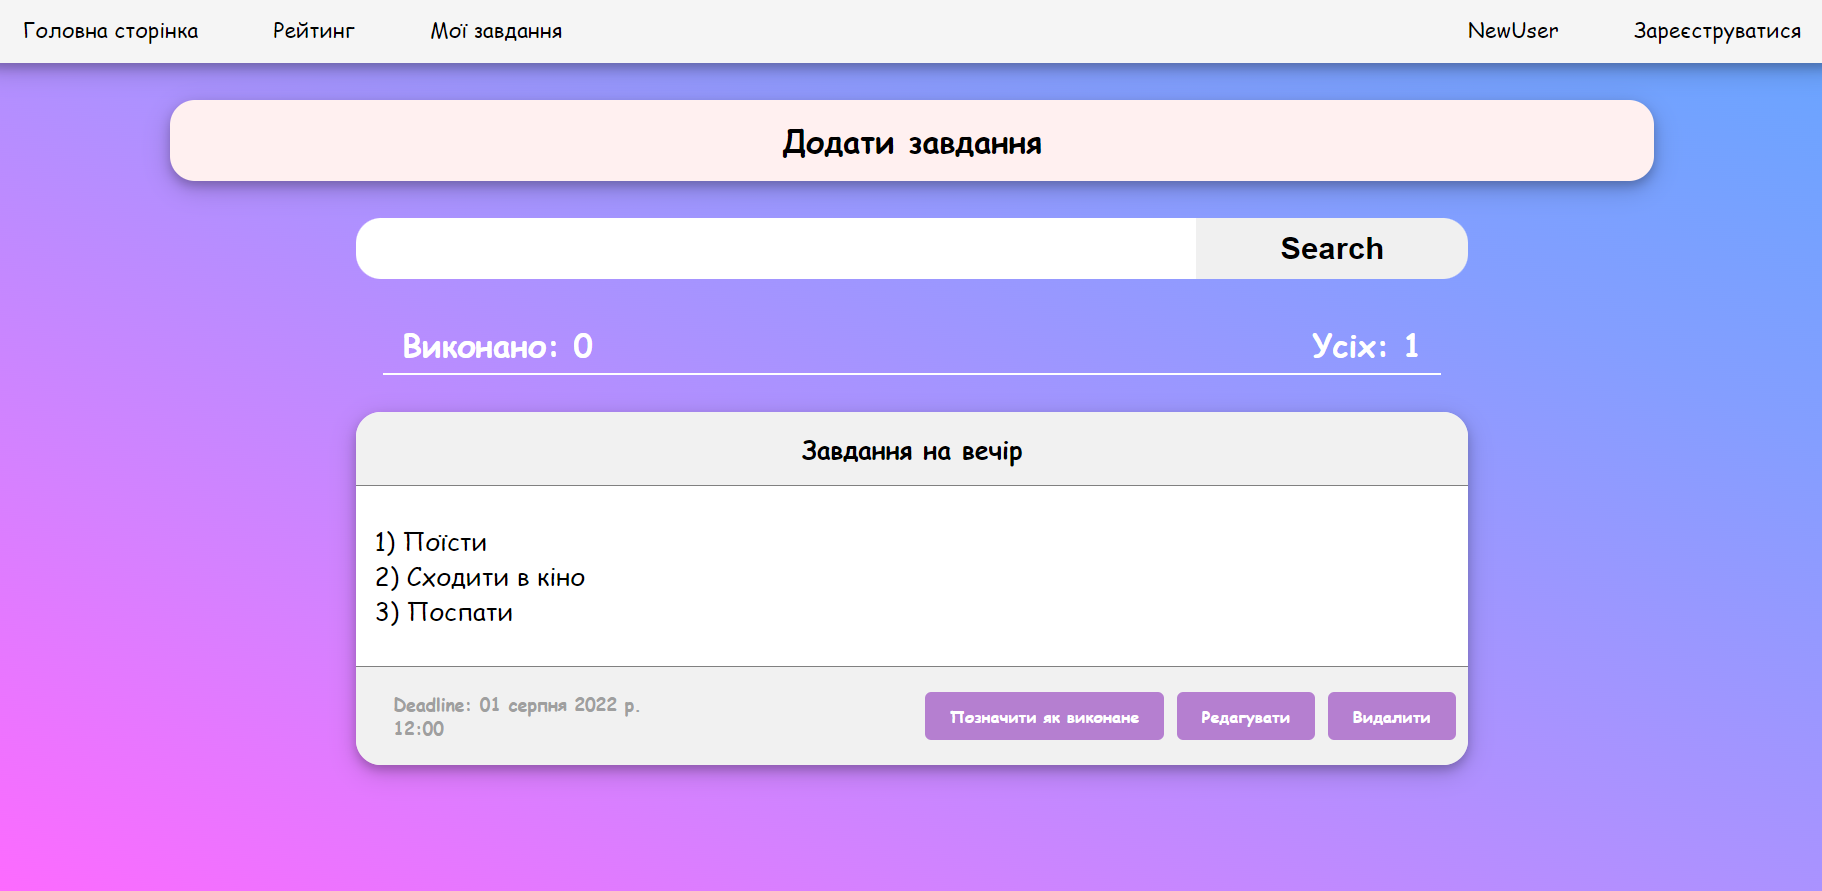 Головна сторінка Рейтинг Мої завдання NewUser Зареєструватися
Додати завдання
Search
Виконано: 0 Усіх: 1
Завдання на вечір
1) Поїсти
2) Сходити в кіно
3) Поспати
Deadline: 01 серпня 2022 р.
12:00
Позначити як виконане Редагувати Видалити